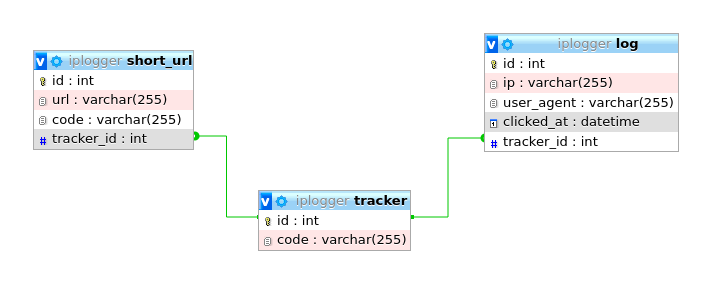 iplogger short_url
id : int
url : varchar(255)
code : varchar(255)
tracker_id : int
iplogger log
id : int
ip : varchar(255)
user_agent : varchar(255)
clicked_at : datetime
tracker_id : int
iplogger tracker
id : int
code : varchar(255)